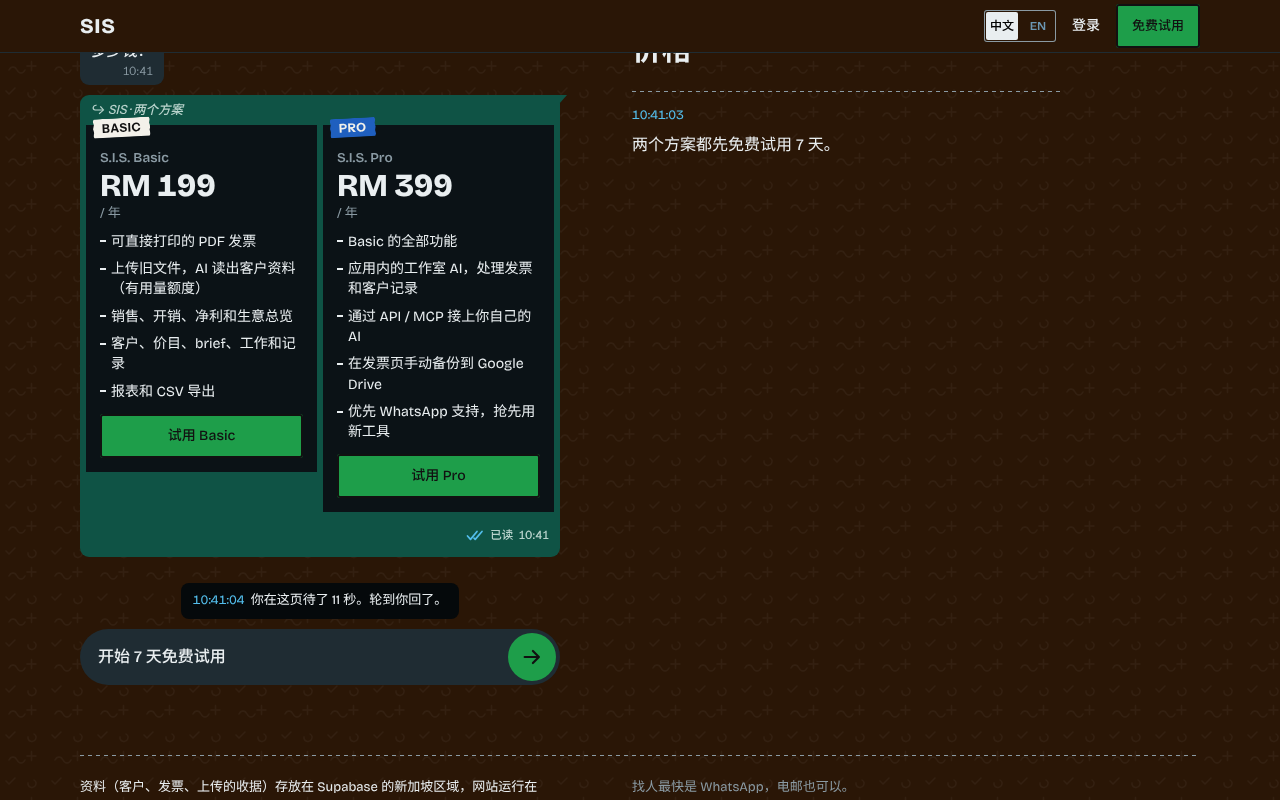 SIS
中文
EN
登录
免费试用
10:41
价格
SIS · 两个方案
BASIC
S.I.S. Basic
RM 199
/ 年
可直接打印的 PDF 发票
上传旧文件，AI 读出客户资料
（有用量额度）
销售、开销、净利和生意总览
客户、价目、brief、工作和记
录
报表和 CSV 导出
试用 Basic
PRO
S.I.S. Pro
RM 399
/ 年
Basic 的全部功能
应用内的工作室 AI，处理发票
和客户记录
通过 API / MCP 接上你自己的
AI
在发票页手动备份到 Google
Drive
优先 WhatsApp 支持，抢先用
新工具
试用 Pro
已读 10:41
10:41:03
两个方案都先免费试用 7 天。
10:41:04 你在这页待了 11 秒。轮到你回了。
开始 7 天免费试用
资料（客户、发票、上传的收据）存放在 Supabase 的新加坡区域，网站运行在
找人最快是 WhatsApp，电邮也可以。